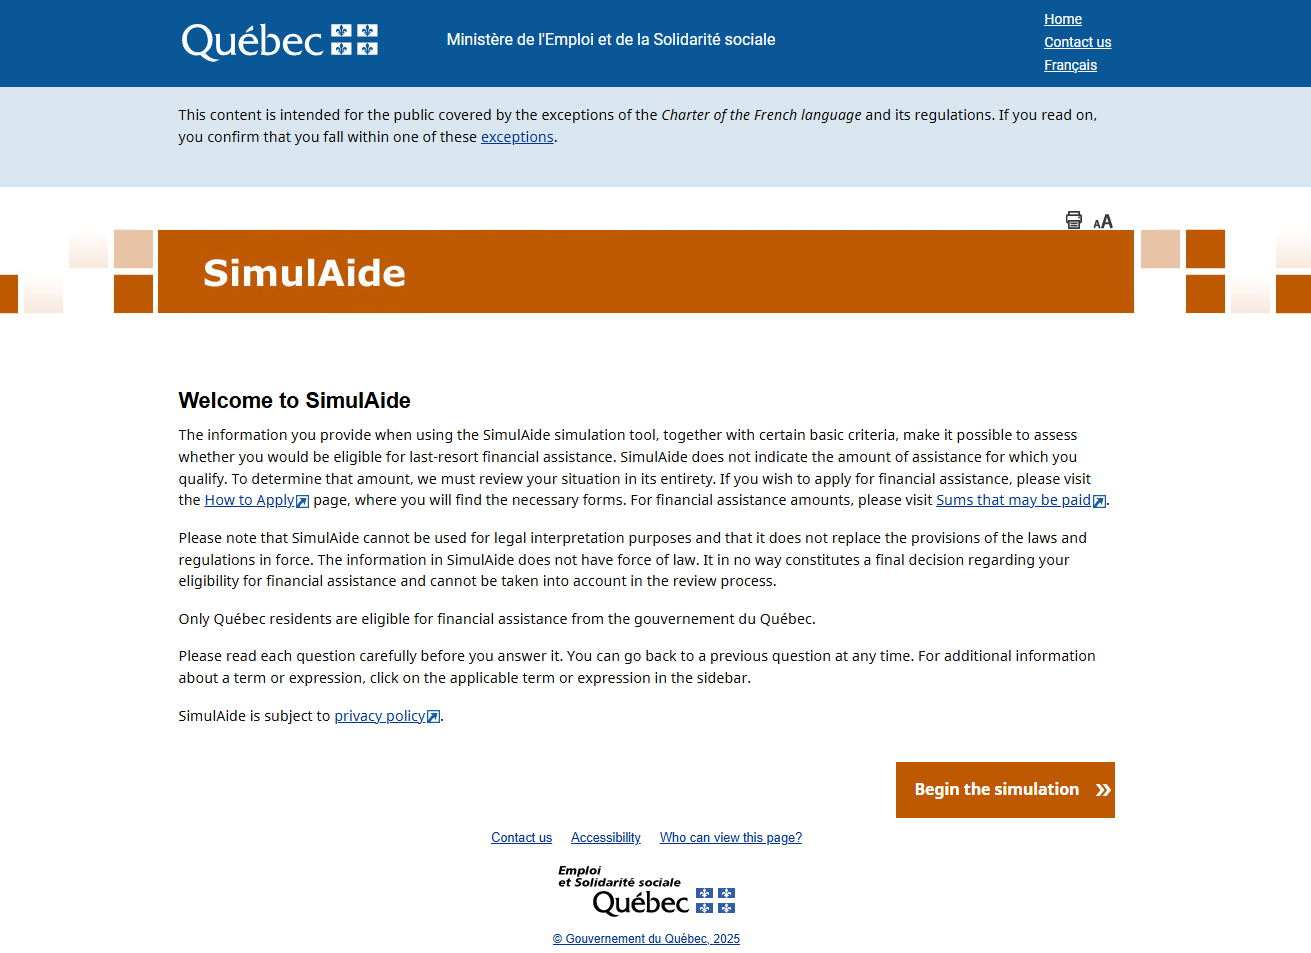 Québec
Ministère de l'Emploi et de la Solidarité sociale
Home
Contact us
Français
This content is intended for the public covered by the exceptions of the Charter of the French language and its regulations. If you read on,
you confirm that you fall within one of these exceptions.
AA
SimulAide
Welcome to SimulAide
The information you provide when using the SimulAide simulation tool, together with certain basic criteria, make it possible to assess
whether you would be eligible for last-resort financial assistance. SimulAide does not indicate the amount of assistance for which you
qualify. To determine that amount, we must review your situation in its entirety. If you wish to apply for financial assistance, please visit
the How to Apply page, where you will find the necessary forms. For financial assistance amounts, please visit Sums that may be paid.
Please note that SimulAide cannot be used for legal interpretation purposes and that it does not replace the provisions of the laws and
regulations in force. The information in SimulAide does not have force of law. It in no way constitutes a final decision regarding your
eligibility for financial assistance and cannot be taken into account in the review process.
Only Québec residents are eligible for financial assistance from the gouvernement du Québec.
Please read each question carefully before you answer it. You can go back to a previous question at any time. For additional information
about a term or expression, click on the applicable term or expression in the sidebar.
SimulAide is subject to privacy policy.
Begin the simulation »
Contact us Accessibility Who can view this page?
Emploi
et Solidarité sociale
Québec
© Gouvernement du Québec, 2025